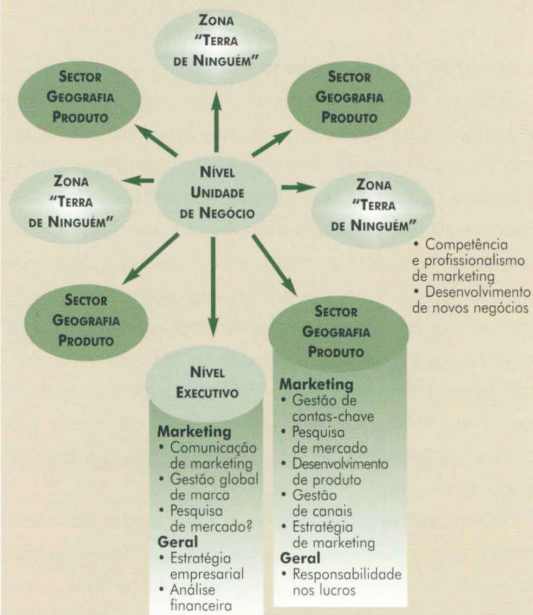 ZONA
"TERRA
DE NINGUÉM"
SECTOR
GEOGRAFIA
PRODUTO
SECTOR
GEOGRAFIA
PRODUTO
ZONA
"TERRA
DE NINGUÉM"
NÍVEL
UNIDADE
DE NEGÓCIO
ZONA
"TERRA
DE NINGUÉM"
• Competência
e profissionalismo
de marketing
• Desenvolvimento
de novos negócios
SECTOR
GEOGRAFIA
PRODUTO
SECTOR
GEOGRAFIA
PRODUTO
NÍVEL
EXECUTIVO
Marketing
• Comunicação
de marketing
• Gestão global
de marca
• Pesquisa
de mercado?
Geral
• Estratégia
empresarial
• Análise
financeira
Marketing
• Gestão de
contas-chave
• Pesquisa
de mercado
• Desenvolvimento
de produto
• Gestão
de canais
• Estratégia
de marketing
Geral
• Responsabilidade
nos lucros